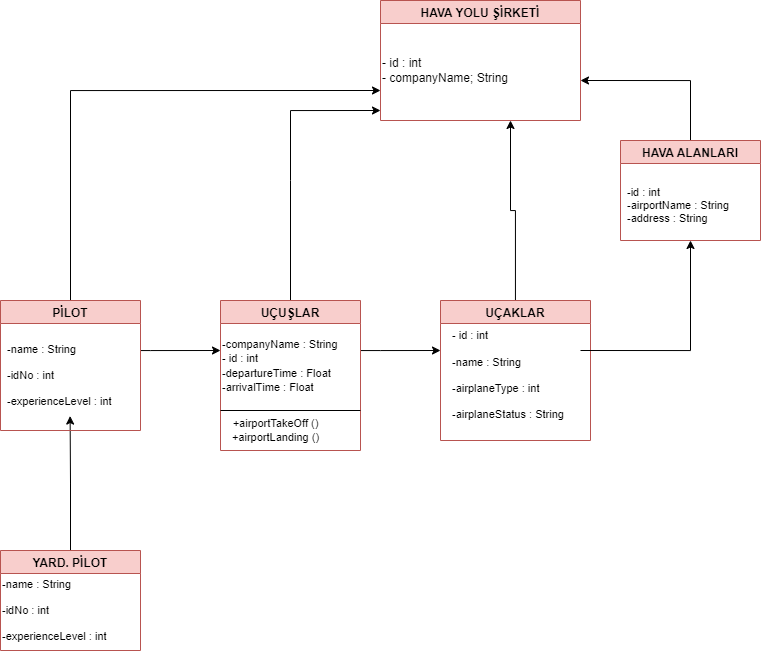 HAVA YOLU ŞİRKETİ
- id : int
- companyName; String
HAVA ALANLARI
-id : int
-airportName : String
-address : String
PİLOT
-name : String
-idNo : int
-experienceLevel : int
UÇUŞLAR
-companyName : String
- id : int
-departureTime : Float
-arrivalTime : Float
+airportTakeOff ()
+airportLanding ()
UÇAKLAR
- id : int
-name : String
-airplaneType : int
-airplaneStatus : String
YARD. PİLOT
-name : String
-idNo : int
-experienceLevel : int